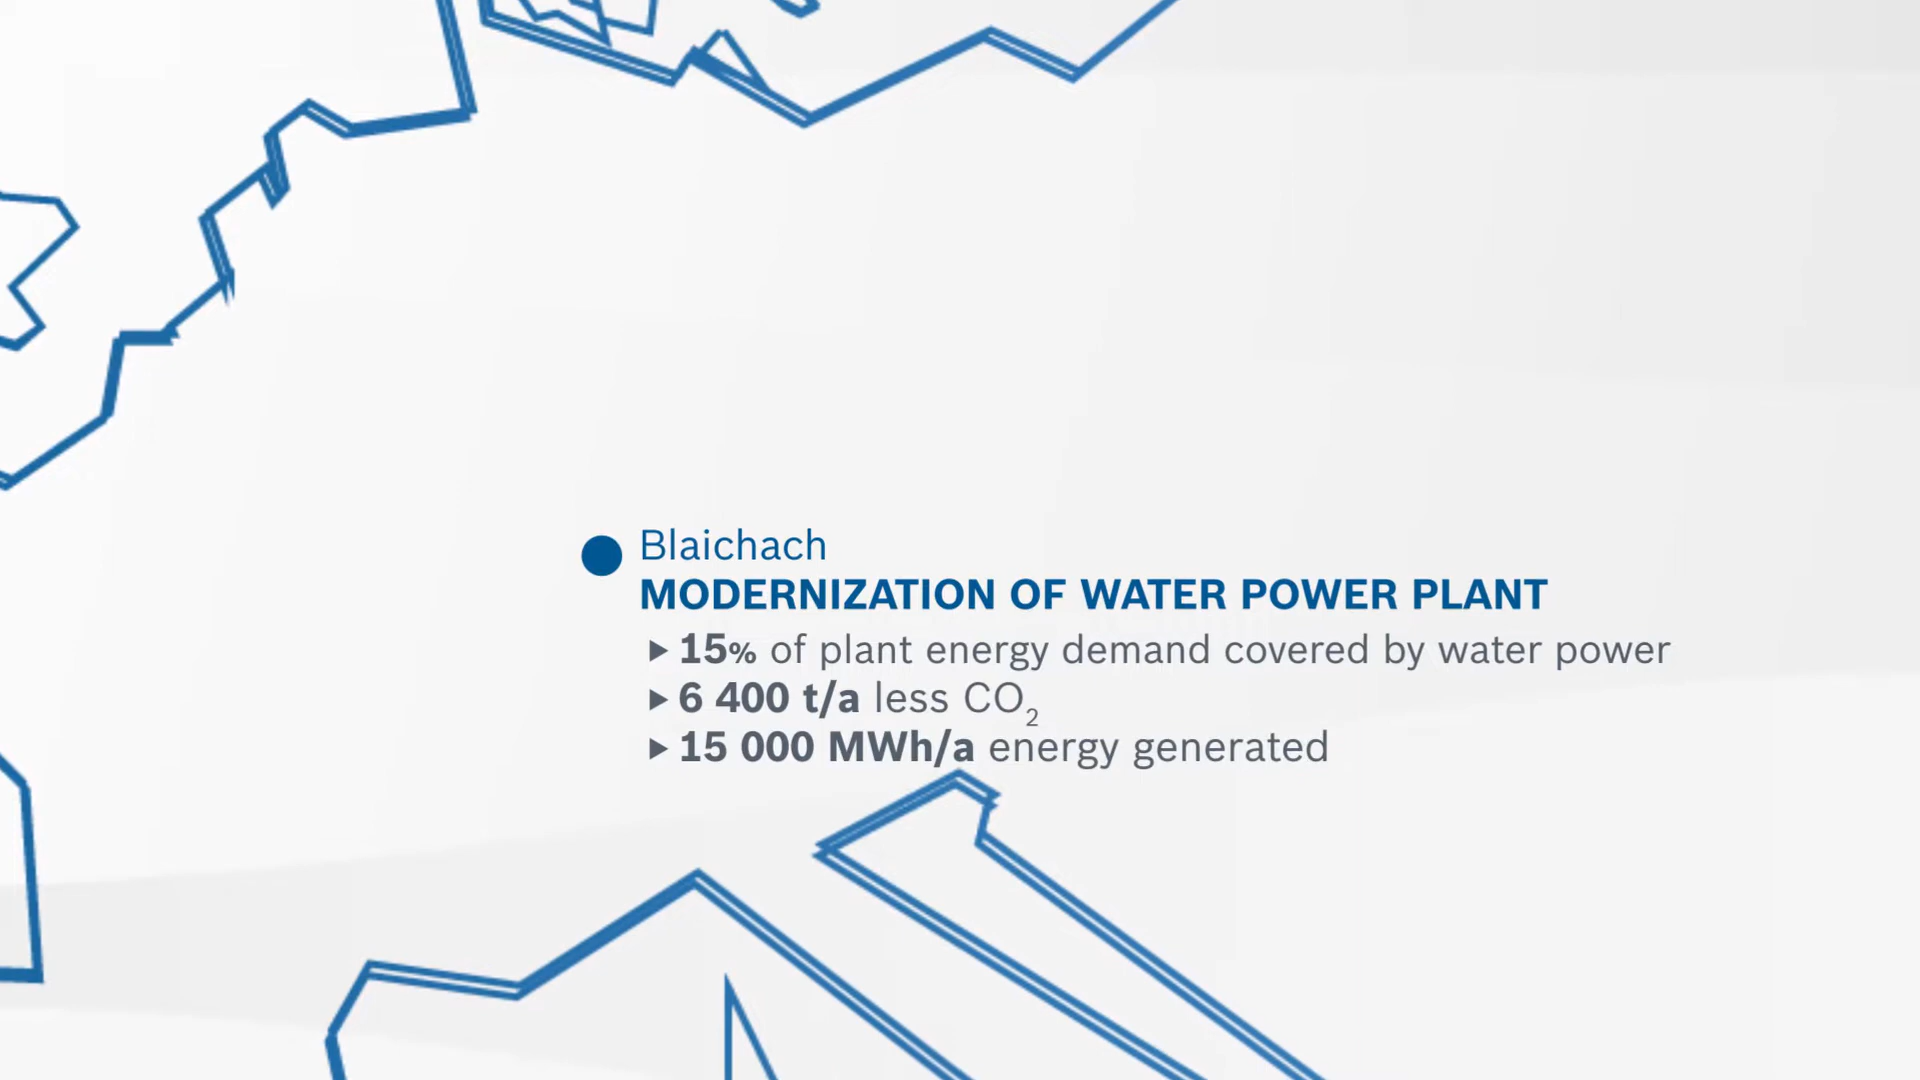 Blaichach
MODERNIZATION OF WATER POWER PLANT
▶ 15% of plant energy demand covered by water power
▶ 6 400 t/a less CO₂
▶ 15 000 MWh/a energy generated